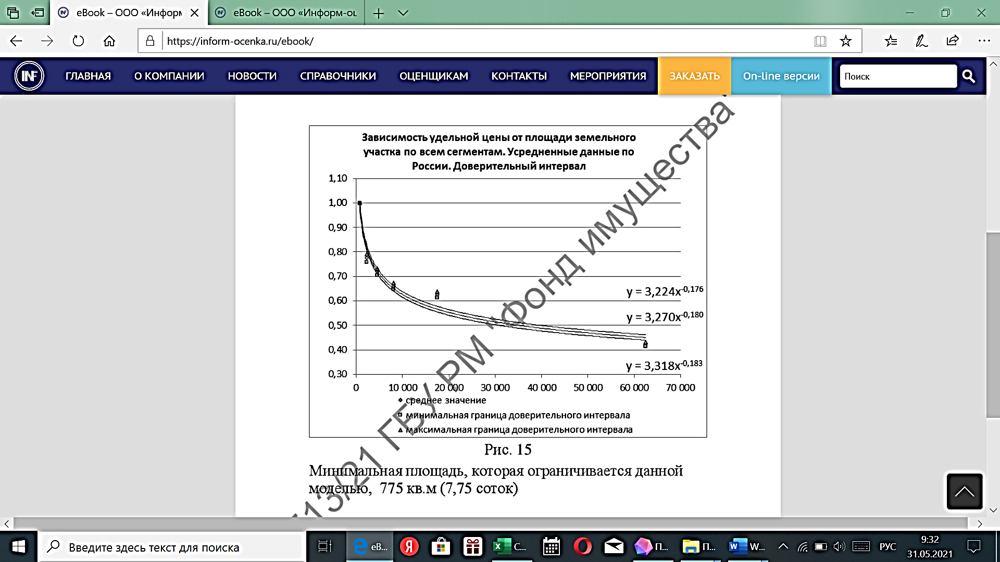 eBook – ООО «Информ
eBook – ООО «Информ-оц
https://inform-ocenka.ru/ebook/
INF
ГЛАВНАЯ О КОМПАНИИ НОВОСТИ СПРАВОЧНИКИ ОЦЕНЩИКАМ КОНТАКТЫ МЕРОПРИЯТИЯ ЗАКАЗАТЬ On-line версии Поиск
Зависимость удельной цены от площади земельного
участка по всем сегментам. Усредненные данные по
России. Доверительный интервал
1,10
1,00
0,90
0,80
0,70
0,60
0,50
0,40
0,30
y = 3,224x-0,176
y = 3,270x-0,180
y = 3,318x-0,183
0 10 000 20 000 30 000 40 000 50 000 60 000 70 000
среднее значение
минимальная граница доверительного интервала
максимальная граница доверительного интервала
Рис. 15
Минимальная площадь, которая ограничивается данной
моделью, 775 кв.м (7,75 соток)
13/21 ГБУ РМ "Фонд имущества"
Введите здесь текст для поиска
eB...
Я
С...
П...
П...
W...
РУС
9:32
31.05.2021